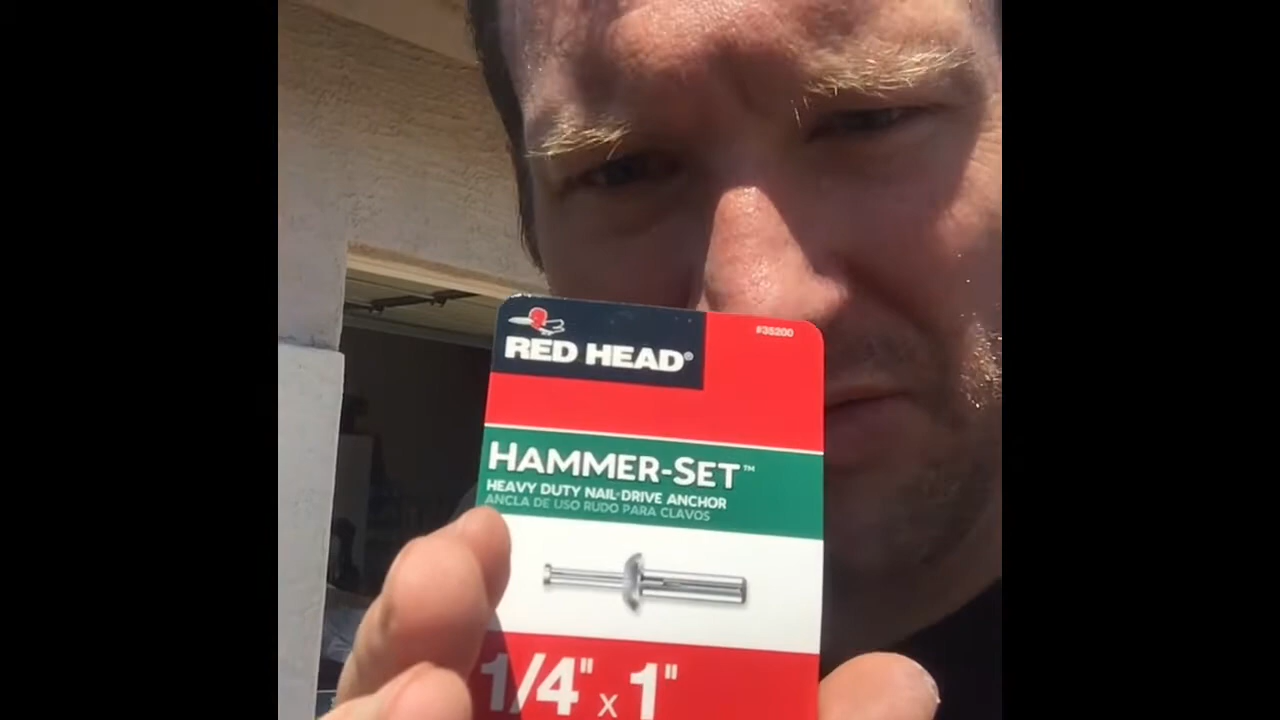 RED HEAD®
#35200
HAMMER-SET™
HEAVY DUTY NAIL-DRIVE ANCHOR
ANCLA DE USO RUDO PARA CLAVOS
1/4" x 1"